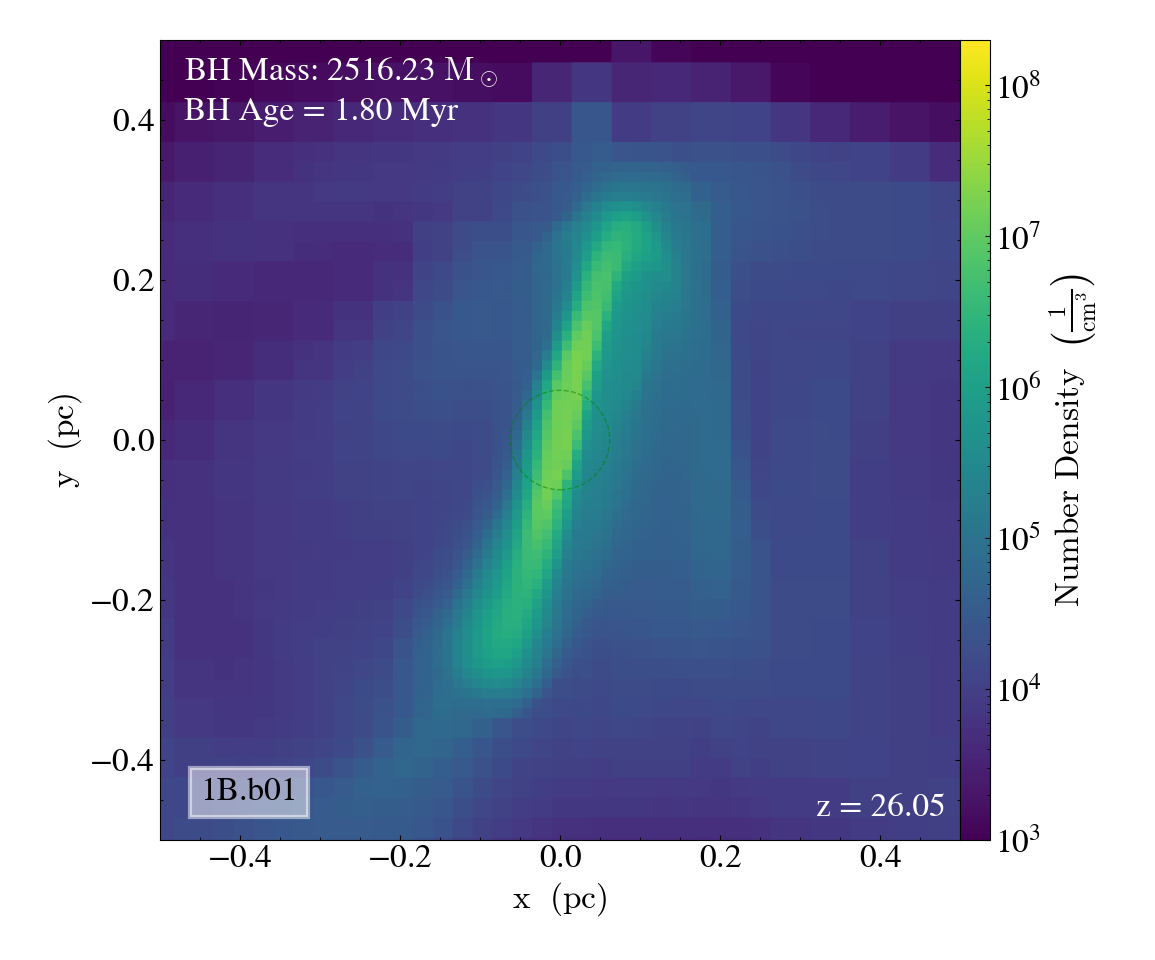 BH Mass: 2516.23 M⊙
BH Age = 1.80 Myr
0.4
0.2
0.0
−0.2
−0.4
y (pc)
1B.b01
z = 26.05
−0.4 −0.2 0.0 0.2 0.4
x (pc)
10⁸
10⁷
10⁶
10⁵
10⁴
10³
Number Density (1/cm³)